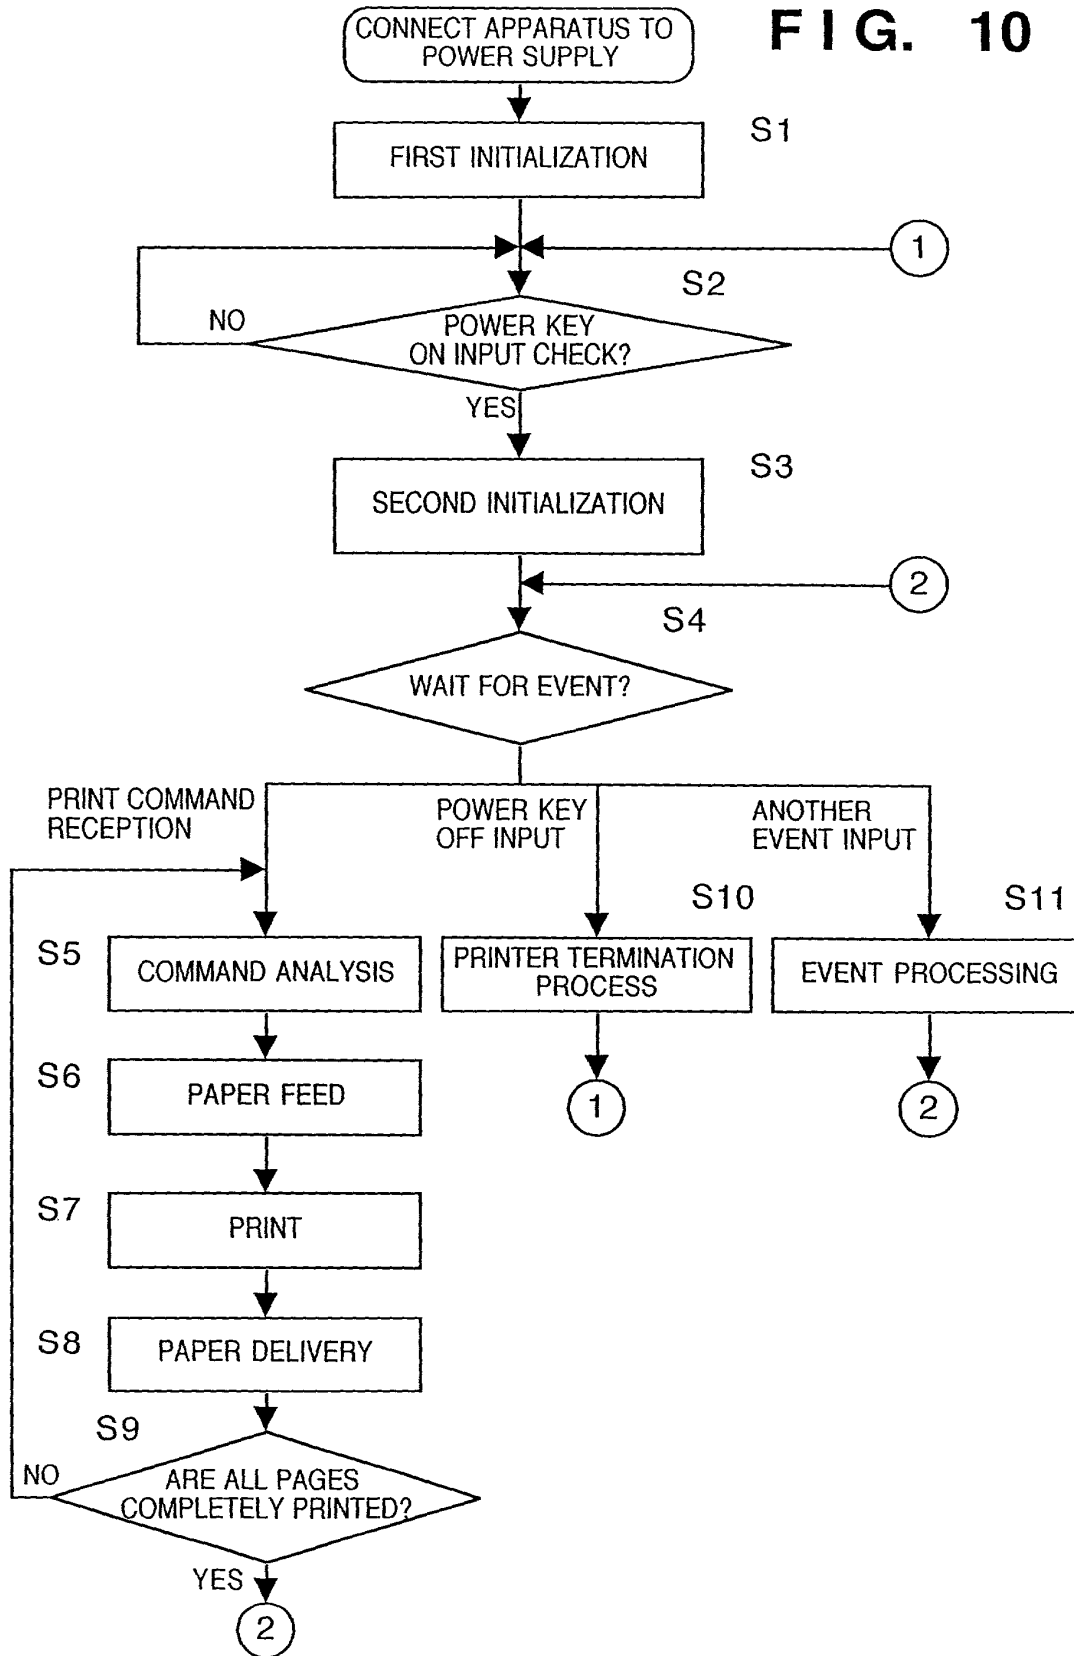 FIG. 10
CONNECT APPARATUS TO
POWER SUPPLY
S1
FIRST INITIALIZATION
1
S2
NO
POWER KEY
ON INPUT CHECK?
YES
S3
SECOND INITIALIZATION
2
S4
WAIT FOR EVENT?
PRINT COMMAND
RECEPTION
POWER KEY
OFF INPUT
ANOTHER
EVENT INPUT
S5
COMMAND ANALYSIS
S10
PRINTER TERMINATION
PROCESS
S11
EVENT PROCESSING
S6
PAPER FEED
1
2
S7
PRINT
S8
PAPER DELIVERY
S9
NO
ARE ALL PAGES
COMPLETELY PRINTED?
YES
2